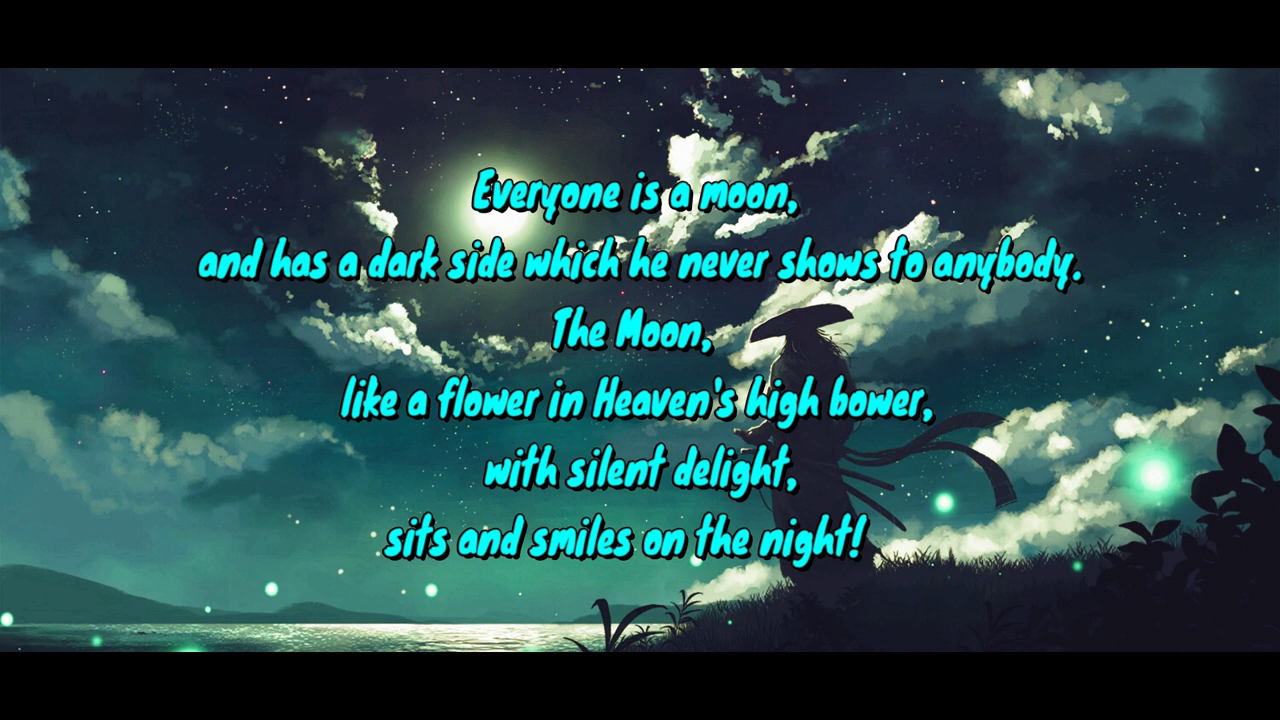 Everyone is a moon,
and has a dark side which he never shows to anybody.
The Moon,
like a flower in Heaven's high bower,
with silent delight,
sits and smiles on the night!